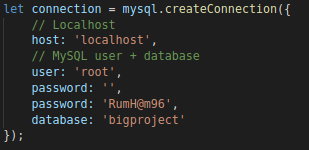 let connection = mysql.createConnection({
// Localhost
host: 'localhost',
// MySQL user + database
user: 'root',
password: '',
password: 'RumH@m96',
database: 'bigproject'
});